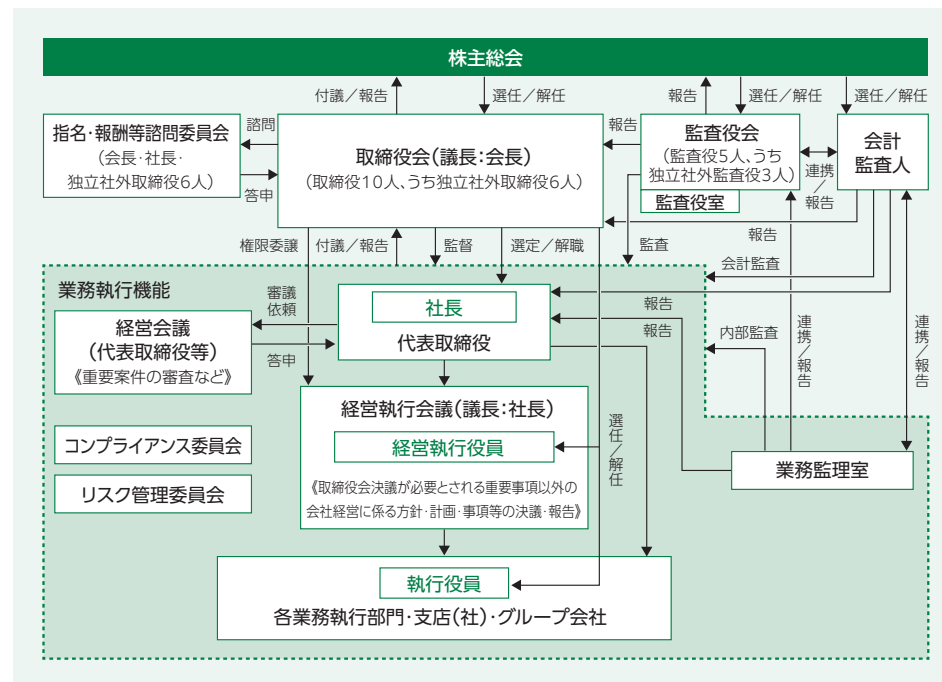 株主総会
付議／報告
選任／解任
報告
選任／解任
選任／解任
指名・報酬等諮問委員会
(会長・社長・
独立社外取締役6人)
諮問
答申
取締役会(議長：会長)
(取締役10人、うち独立社外取締役6人)
報告
監査役会
(監査役5人、うち
独立社外監査役3人)
監査役室
連携／報告
会計
監査人
権限委譲
付議／報告
監督
選定／解職
監査
報告
会計監査
業務執行機能
審議
依頼
社長
代表取締役
報告
報告
内部監査
連携／報告
連携／報告
経営会議
(代表取締役等)
《重要案件の審査など》
答申
経営執行会議(議長：社長)
経営執行役員
《取締役会決議が必要とされる重要事項以外の
会社経営に係る方針・計画・事項等の決議・報告》
選任／解任
コンプライアンス委員会
リスク管理委員会
業務監理室
執行役員
各業務執行部門・支店(社)・グループ会社